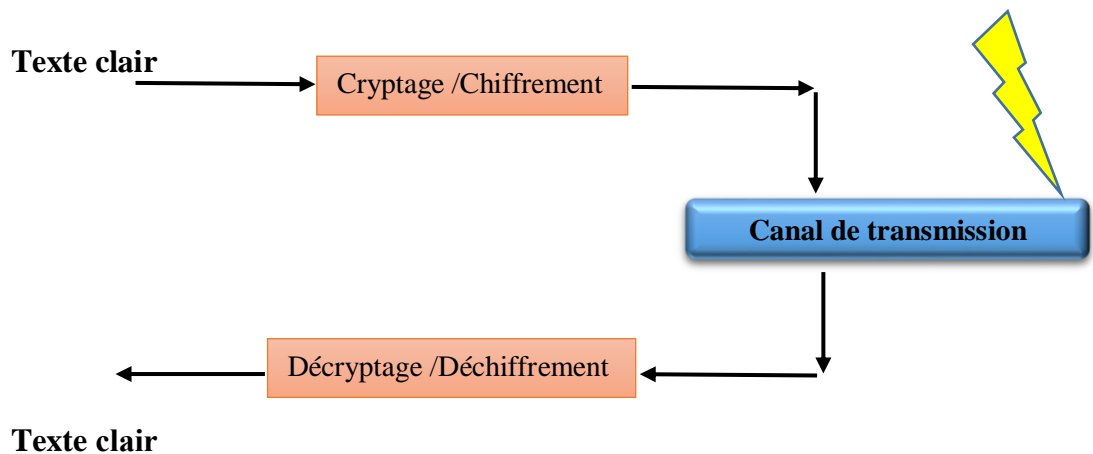 Texte clair
Cryptage /Chiffrement
Canal de transmission
Décryptage /Déchiffrement
Texte clair